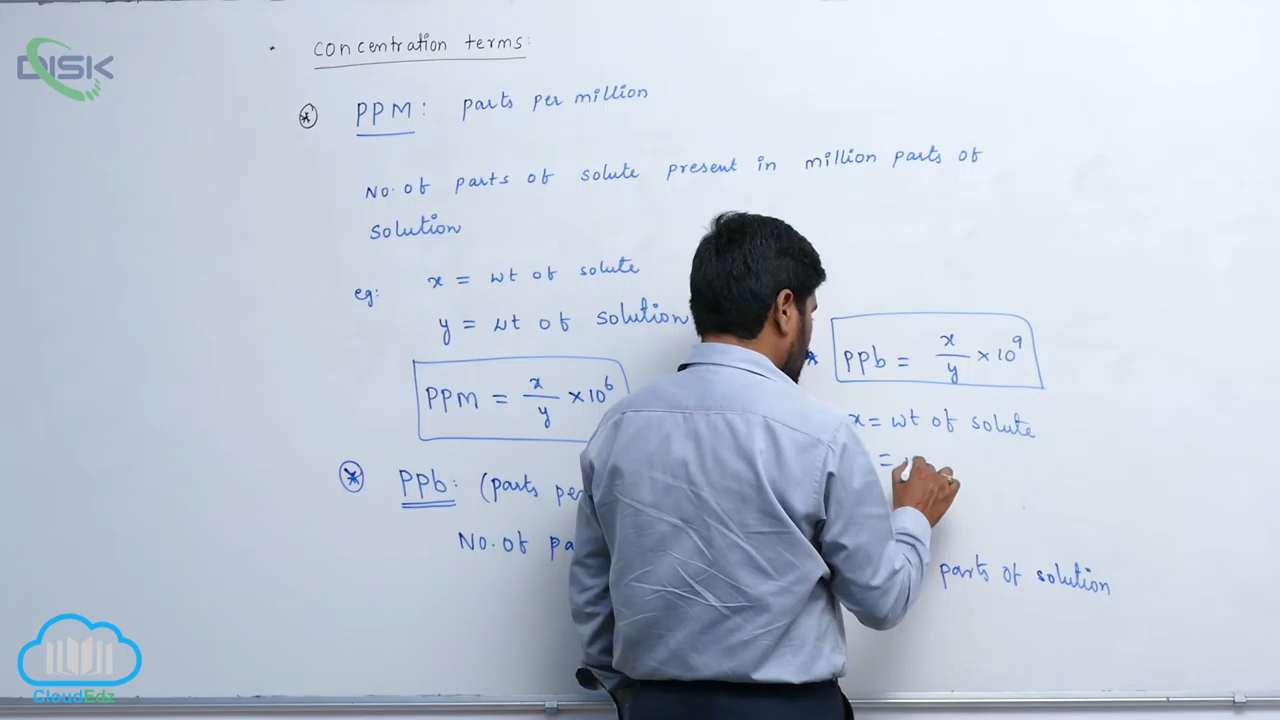 DISK
concentration terms:
PPM: parts per million
No. of parts of solute present in million parts of
solution
eg: x = wt of solute
y = wt of solution
PPM = x/y × 10^6
* PPb = x/y × 10^9
x = wt of solute
=
PPb: (parts per
No. of
parts of solution
CloudEdz